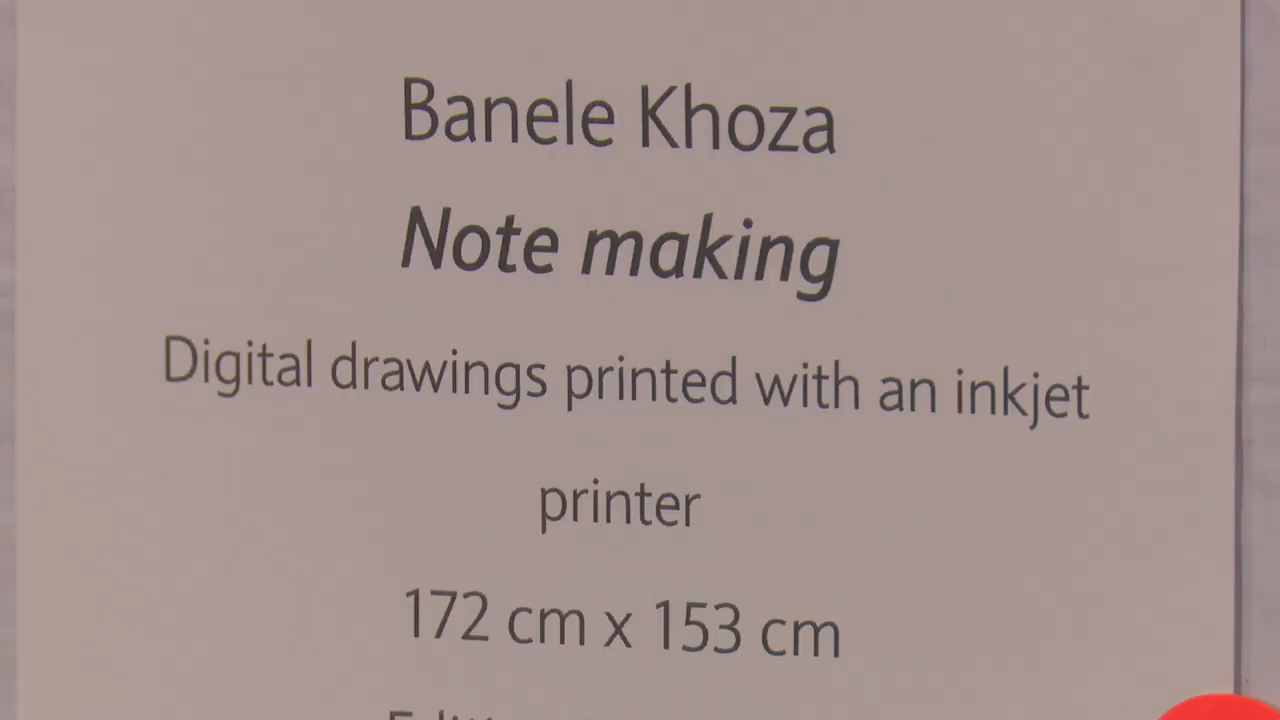 Banele Khoza
Note making
Digital drawings printed with an inkjet
printer
172 cm x 153 cm